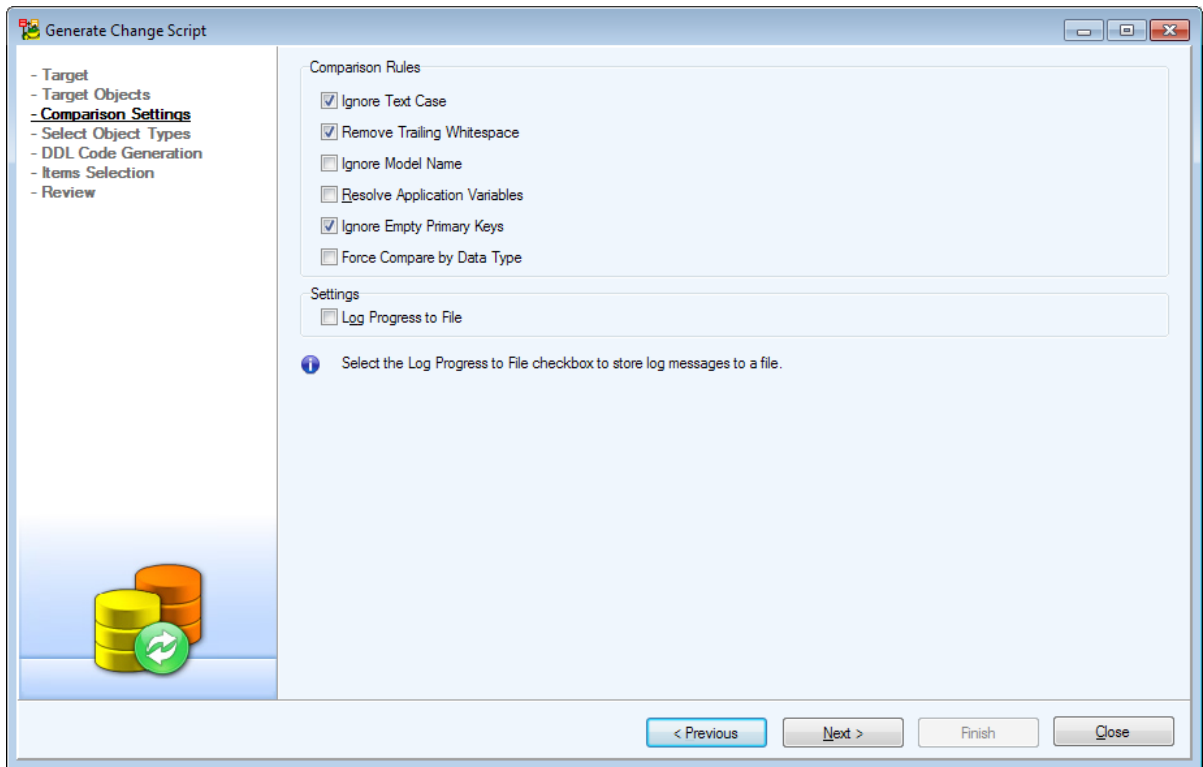 Generate Change Script
- Target
- Target Objects
- Comparison Settings
- Select Object Types
- DDL Code Generation
- Items Selection
- Review
Comparison Rules
Ignore Text Case
Remove Trailing Whitespace
Ignore Model Name
Resolve Application Variables
Ignore Empty Primary Keys
Force Compare by Data Type
Settings
Log Progress to File
Select the Log Progress to File checkbox to store log messages to a file.
< Previous
Next >
Finish
Close